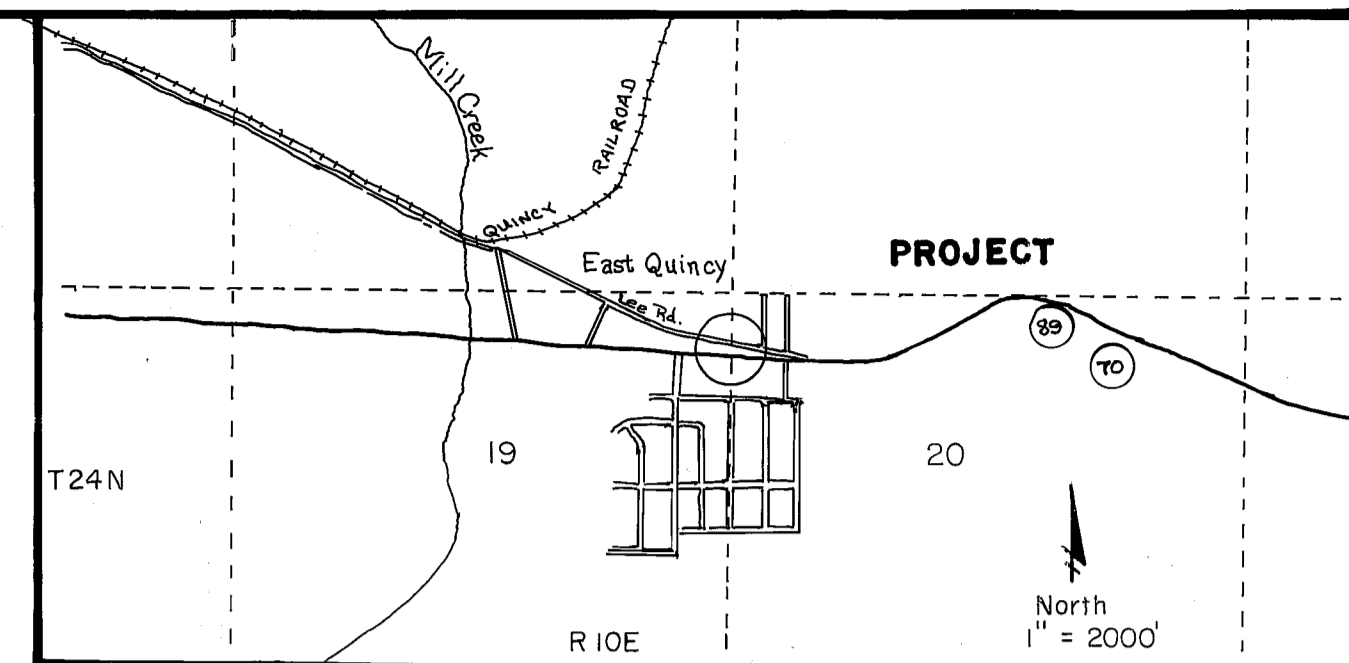 Mill Creek
RAILROAD
QUINCY
East Quincy
PROJECT
Lee Rd.
89
70
19
20
T24N
North
1" = 2000'
R10E